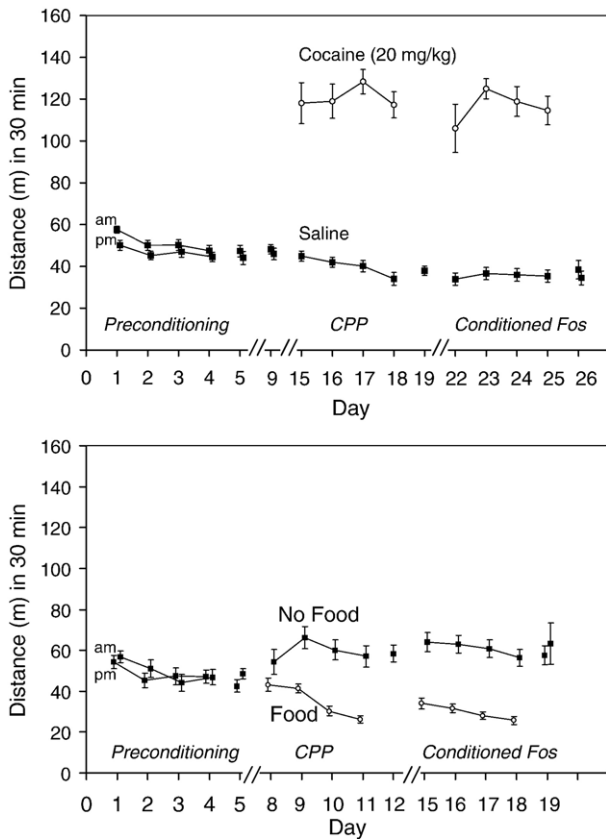 160
140
120
100
80
60
40
20
0
Distance (m) in 30 min
Cocaine (20 mg/kg)
am
pm
Saline
Preconditioning
CPP
Conditioned Fos
0 1 2 3 4 5 9 15 16 17 18 19 22 23 24 25 26
Day
160
140
120
100
80
60
40
20
0
Distance (m) in 30 min
am
pm
No Food
Food
Preconditioning
CPP
Conditioned Fos
0 1 2 3 4 5 8 9 10 11 12 15 16 17 18 19
Day